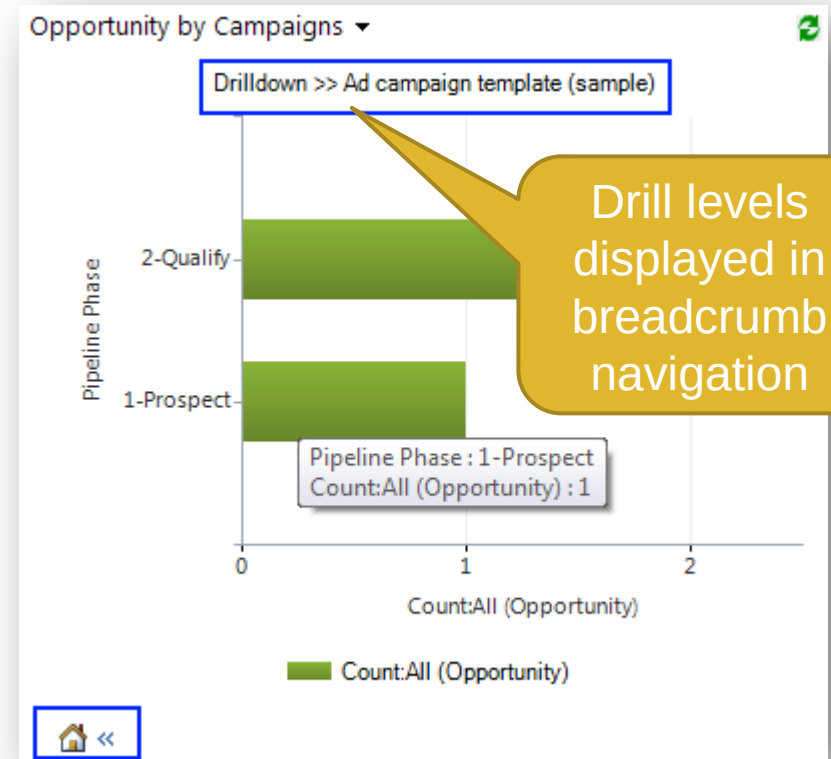 Opportunity by Campaigns
Drilldown >> Ad campaign template (sample)
Drill levels
displayed in
breadcrumb
navigation
Pipeline Phase
2-Qualify
1-Prospect
Pipeline Phase : 1-Prospect
Count:All (Opportunity) : 1
0 1 2
Count:All (Opportunity)
Count:All (Opportunity)
«